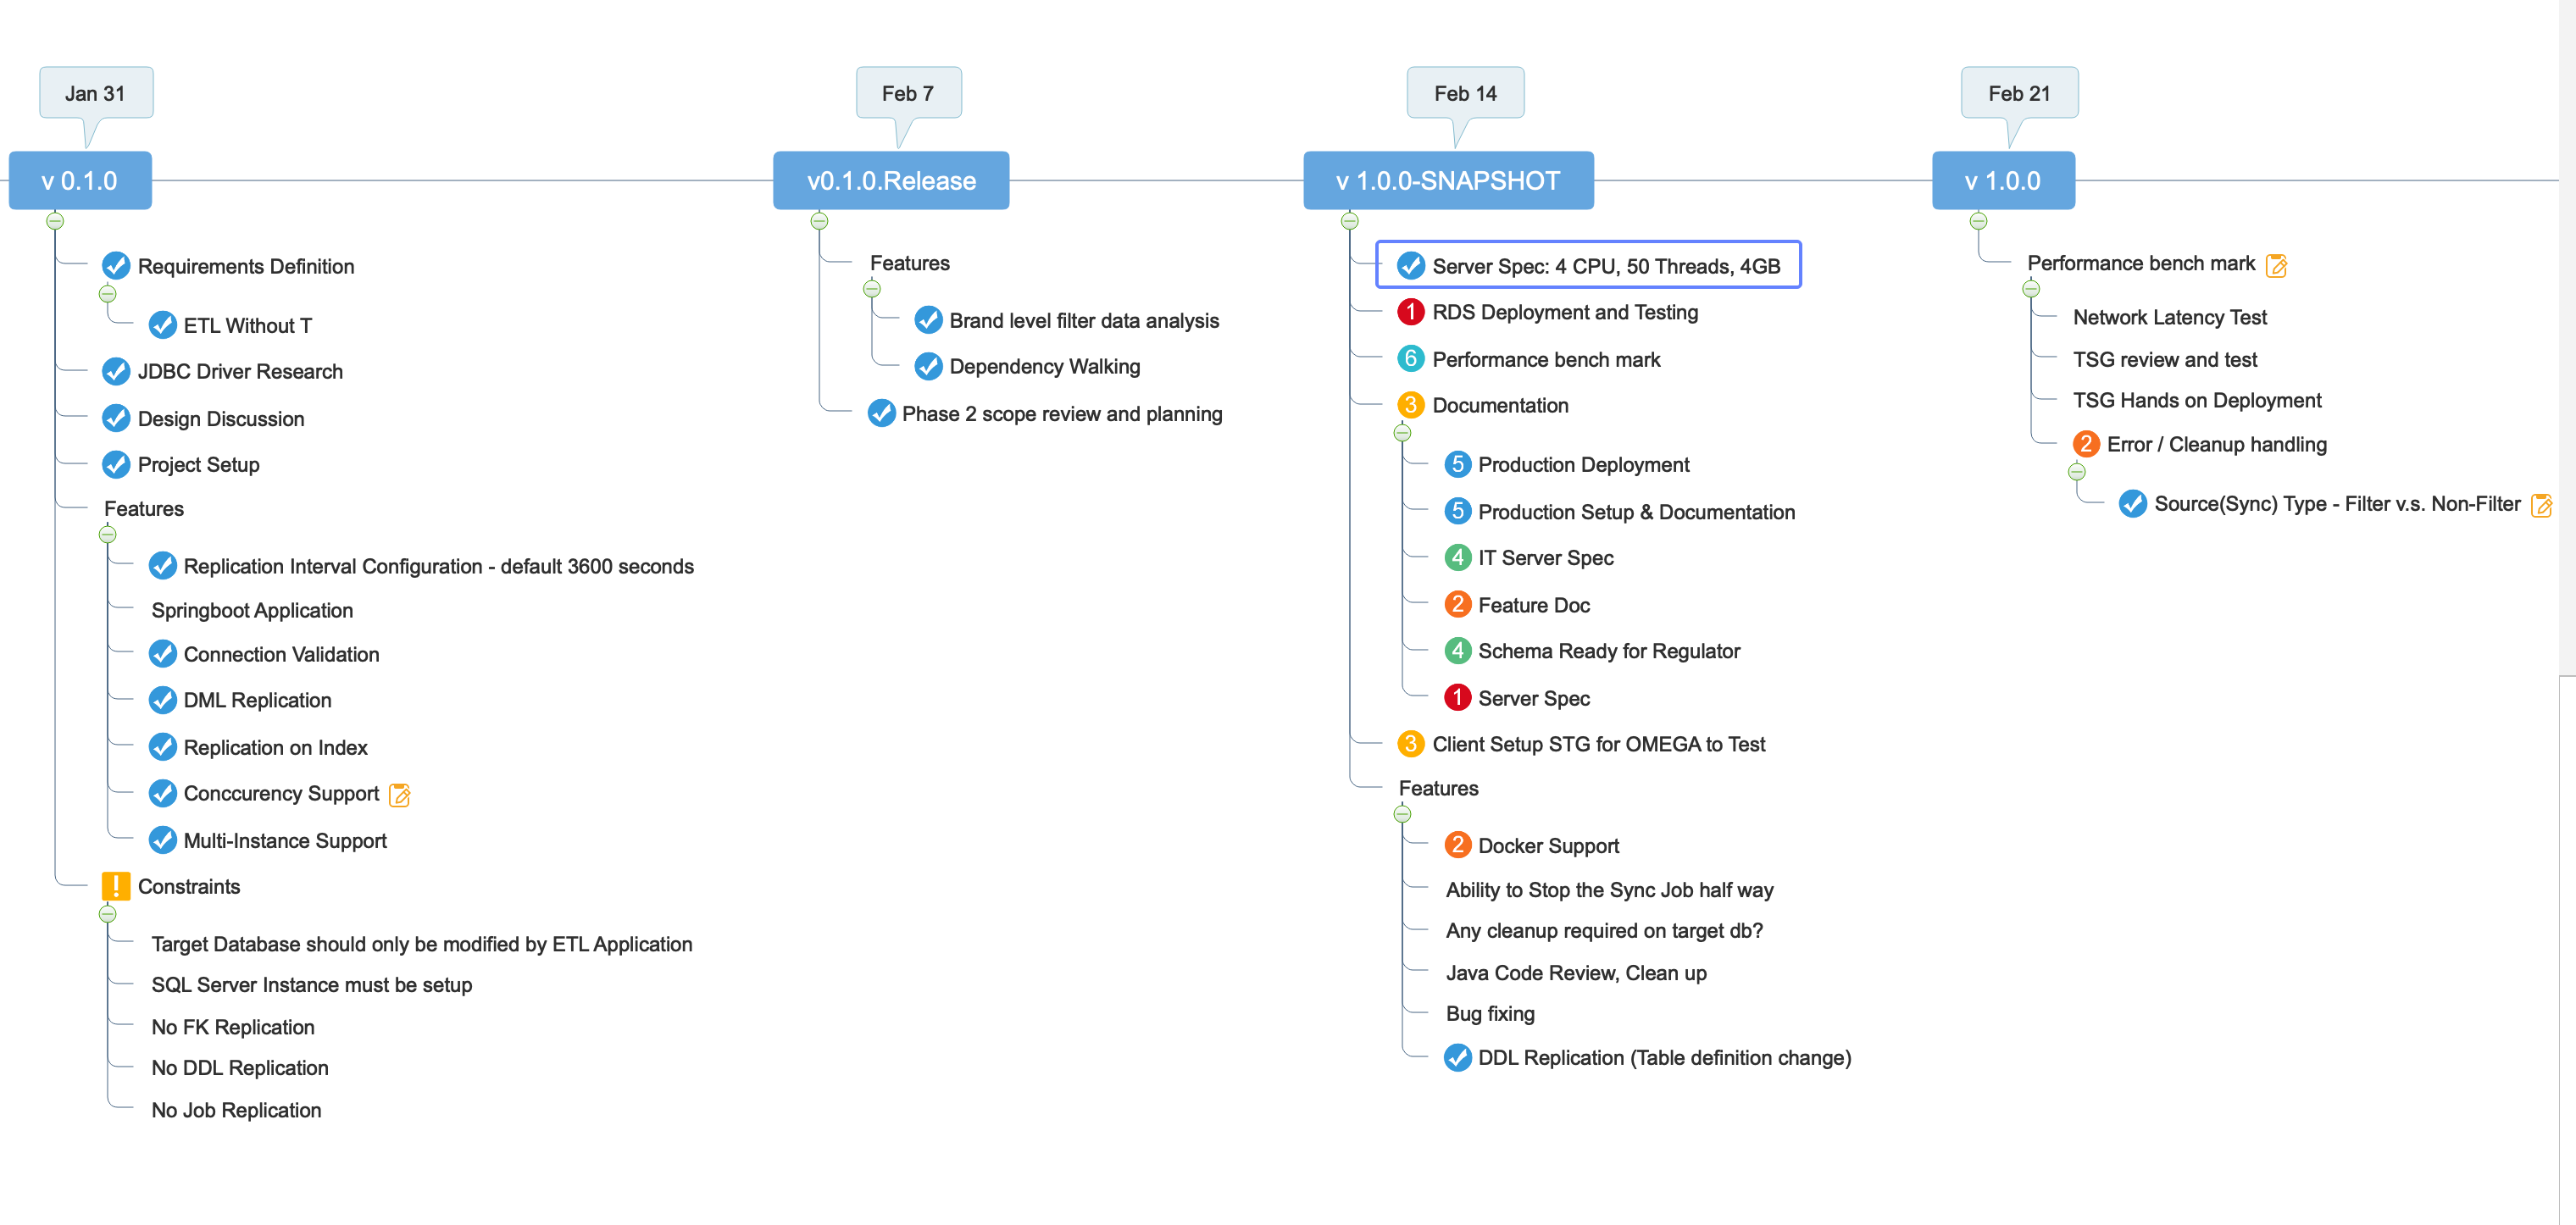 Jan 31
v 0.1.0
Requirements Definition
ETL Without T
JDBC Driver Research
Design Discussion
Project Setup
Features
Replication Interval Configuration - default 3600 seconds
Springboot Application
Connection Validation
DML Replication
Replication on Index
Conccurency Support
Multi-Instance Support
! Constraints
Target Database should only be modified by ETL Application
SQL Server Instance must be setup
No FK Replication
No DDL Replication
No Job Replication
Feb 7
v0.1.0.Release
Features
Brand level filter data analysis
Dependency Walking
Phase 2 scope review and planning
Feb 14
v 1.0.0-SNAPSHOT
Server Spec: 4 CPU, 50 Threads, 4GB
1 RDS Deployment and Testing
6 Performance bench mark
3 Documentation
5 Production Deployment
5 Production Setup & Documentation
4 IT Server Spec
2 Feature Doc
4 Schema Ready for Regulator
1 Server Spec
3 Client Setup STG for OMEGA to Test
Features
2 Docker Support
Ability to Stop the Sync Job half way
Any cleanup required on target db?
Java Code Review, Clean up
Bug fixing
DDL Replication (Table definition change)
Feb 21
v 1.0.0
Performance bench mark
Network Latency Test
TSG review and test
TSG Hands on Deployment
2 Error / Cleanup handling
Source(Sync) Type - Filter v.s. Non-Filter